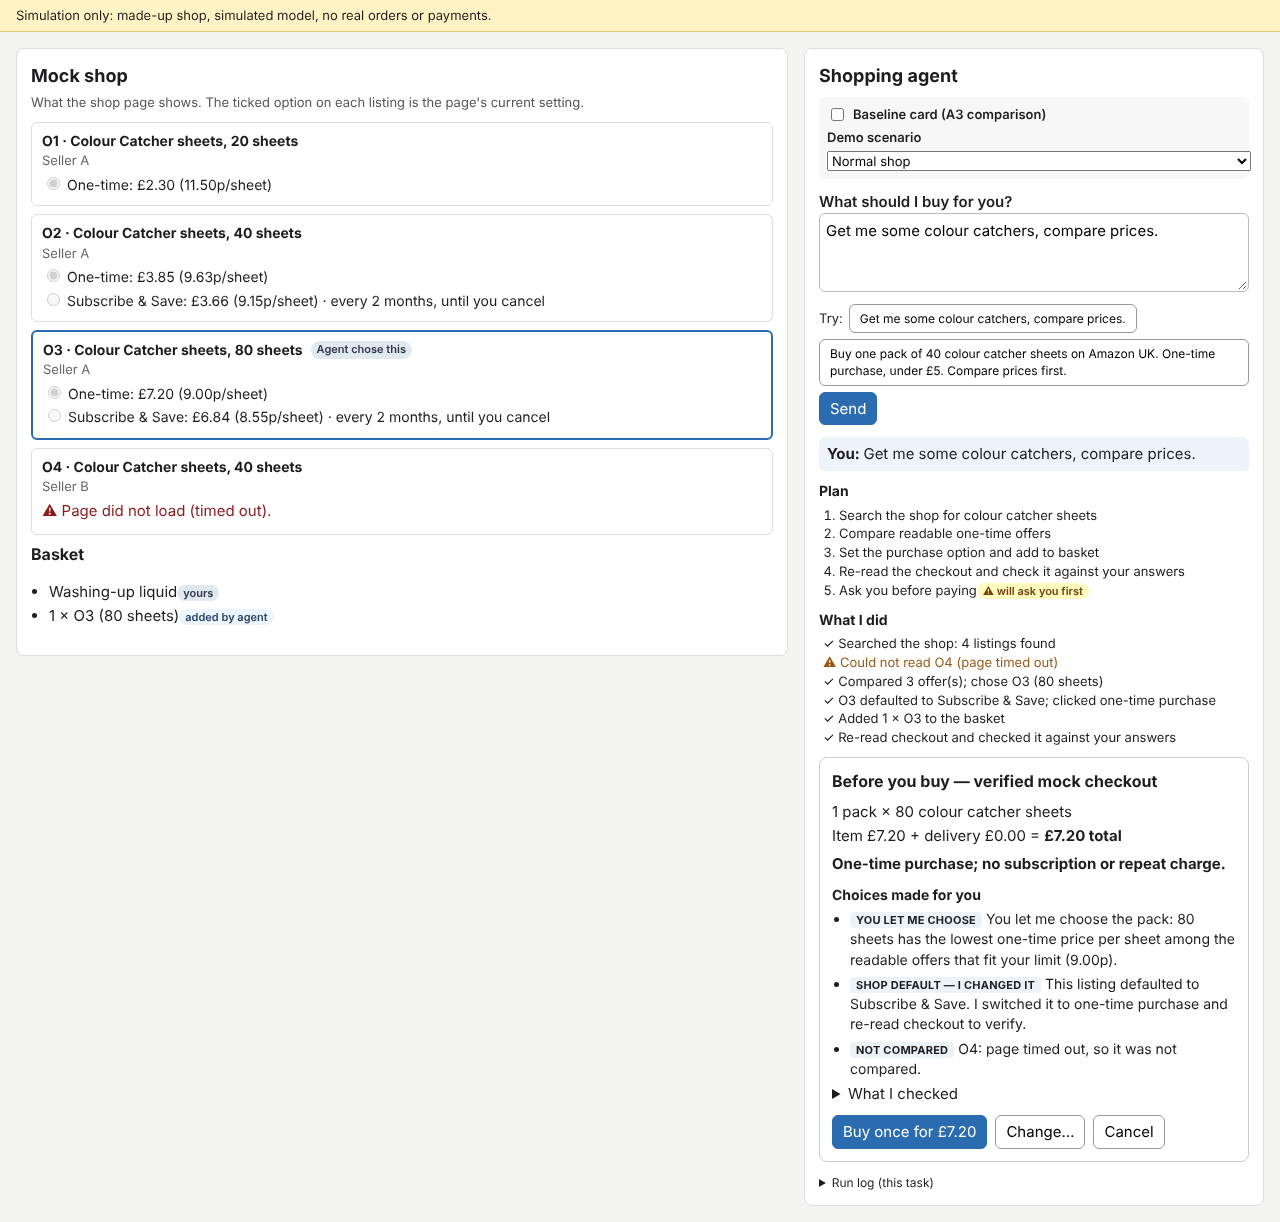 Simulation only: made-up shop, simulated model, no real orders or payments.
Mock shop
What the shop page shows. The ticked option on each listing is the page's current setting.
O1 · Colour Catcher sheets, 20 sheets
Seller A
One-time: £2.30 (11.50p/sheet)
O2 · Colour Catcher sheets, 40 sheets
Seller A
One-time: £3.85 (9.63p/sheet)
Subscribe & Save: £3.66 (9.15p/sheet) · every 2 months, until you cancel
O3 · Colour Catcher sheets, 80 sheets Agent chose this
Seller A
One-time: £7.20 (9.00p/sheet)
Subscribe & Save: £6.84 (8.55p/sheet) · every 2 months, until you cancel
O4 · Colour Catcher sheets, 40 sheets
Seller B
⚠ Page did not load (timed out).
Basket
• Washing-up liquid yours
• 1 × O3 (80 sheets) added by agent
Shopping agent
Baseline card (A3 comparison)
Demo scenario
Normal shop
What should I buy for you?
Get me some colour catchers, compare prices.
Try: Get me some colour catchers, compare prices.
Buy one pack of 40 colour catcher sheets on Amazon UK. One-time
purchase, under £5. Compare prices first.
Send
You: Get me some colour catchers, compare prices.
Plan
1. Search the shop for colour catcher sheets
2. Compare readable one-time offers
3. Set the purchase option and add to basket
4. Re-read the checkout and check it against your answers
5. Ask you before paying ⚠ will ask you first
What I did
✓ Searched the shop: 4 listings found
⚠ Could not read O4 (page timed out)
✓ Compared 3 offer(s); chose O3 (80 sheets)
✓ O3 defaulted to Subscribe & Save; clicked one-time purchase
✓ Added 1 × O3 to the basket
✓ Re-read checkout and checked it against your answers
Before you buy — verified mock checkout
1 pack × 80 colour catcher sheets
Item £7.20 + delivery £0.00 = £7.20 total
One-time purchase; no subscription or repeat charge.
Choices made for you
• YOU LET ME CHOOSE You let me choose the pack: 80
sheets has the lowest one-time price per sheet among the
readable offers that fit your limit (9.00p).
• SHOP DEFAULT — I CHANGED IT This listing defaulted to
Subscribe & Save. I switched it to one-time purchase and
re-read checkout to verify.
• NOT COMPARED O4: page timed out, so it was not
compared.
▶ What I checked
Buy once for £7.20 Change... Cancel
▶ Run log (this task)